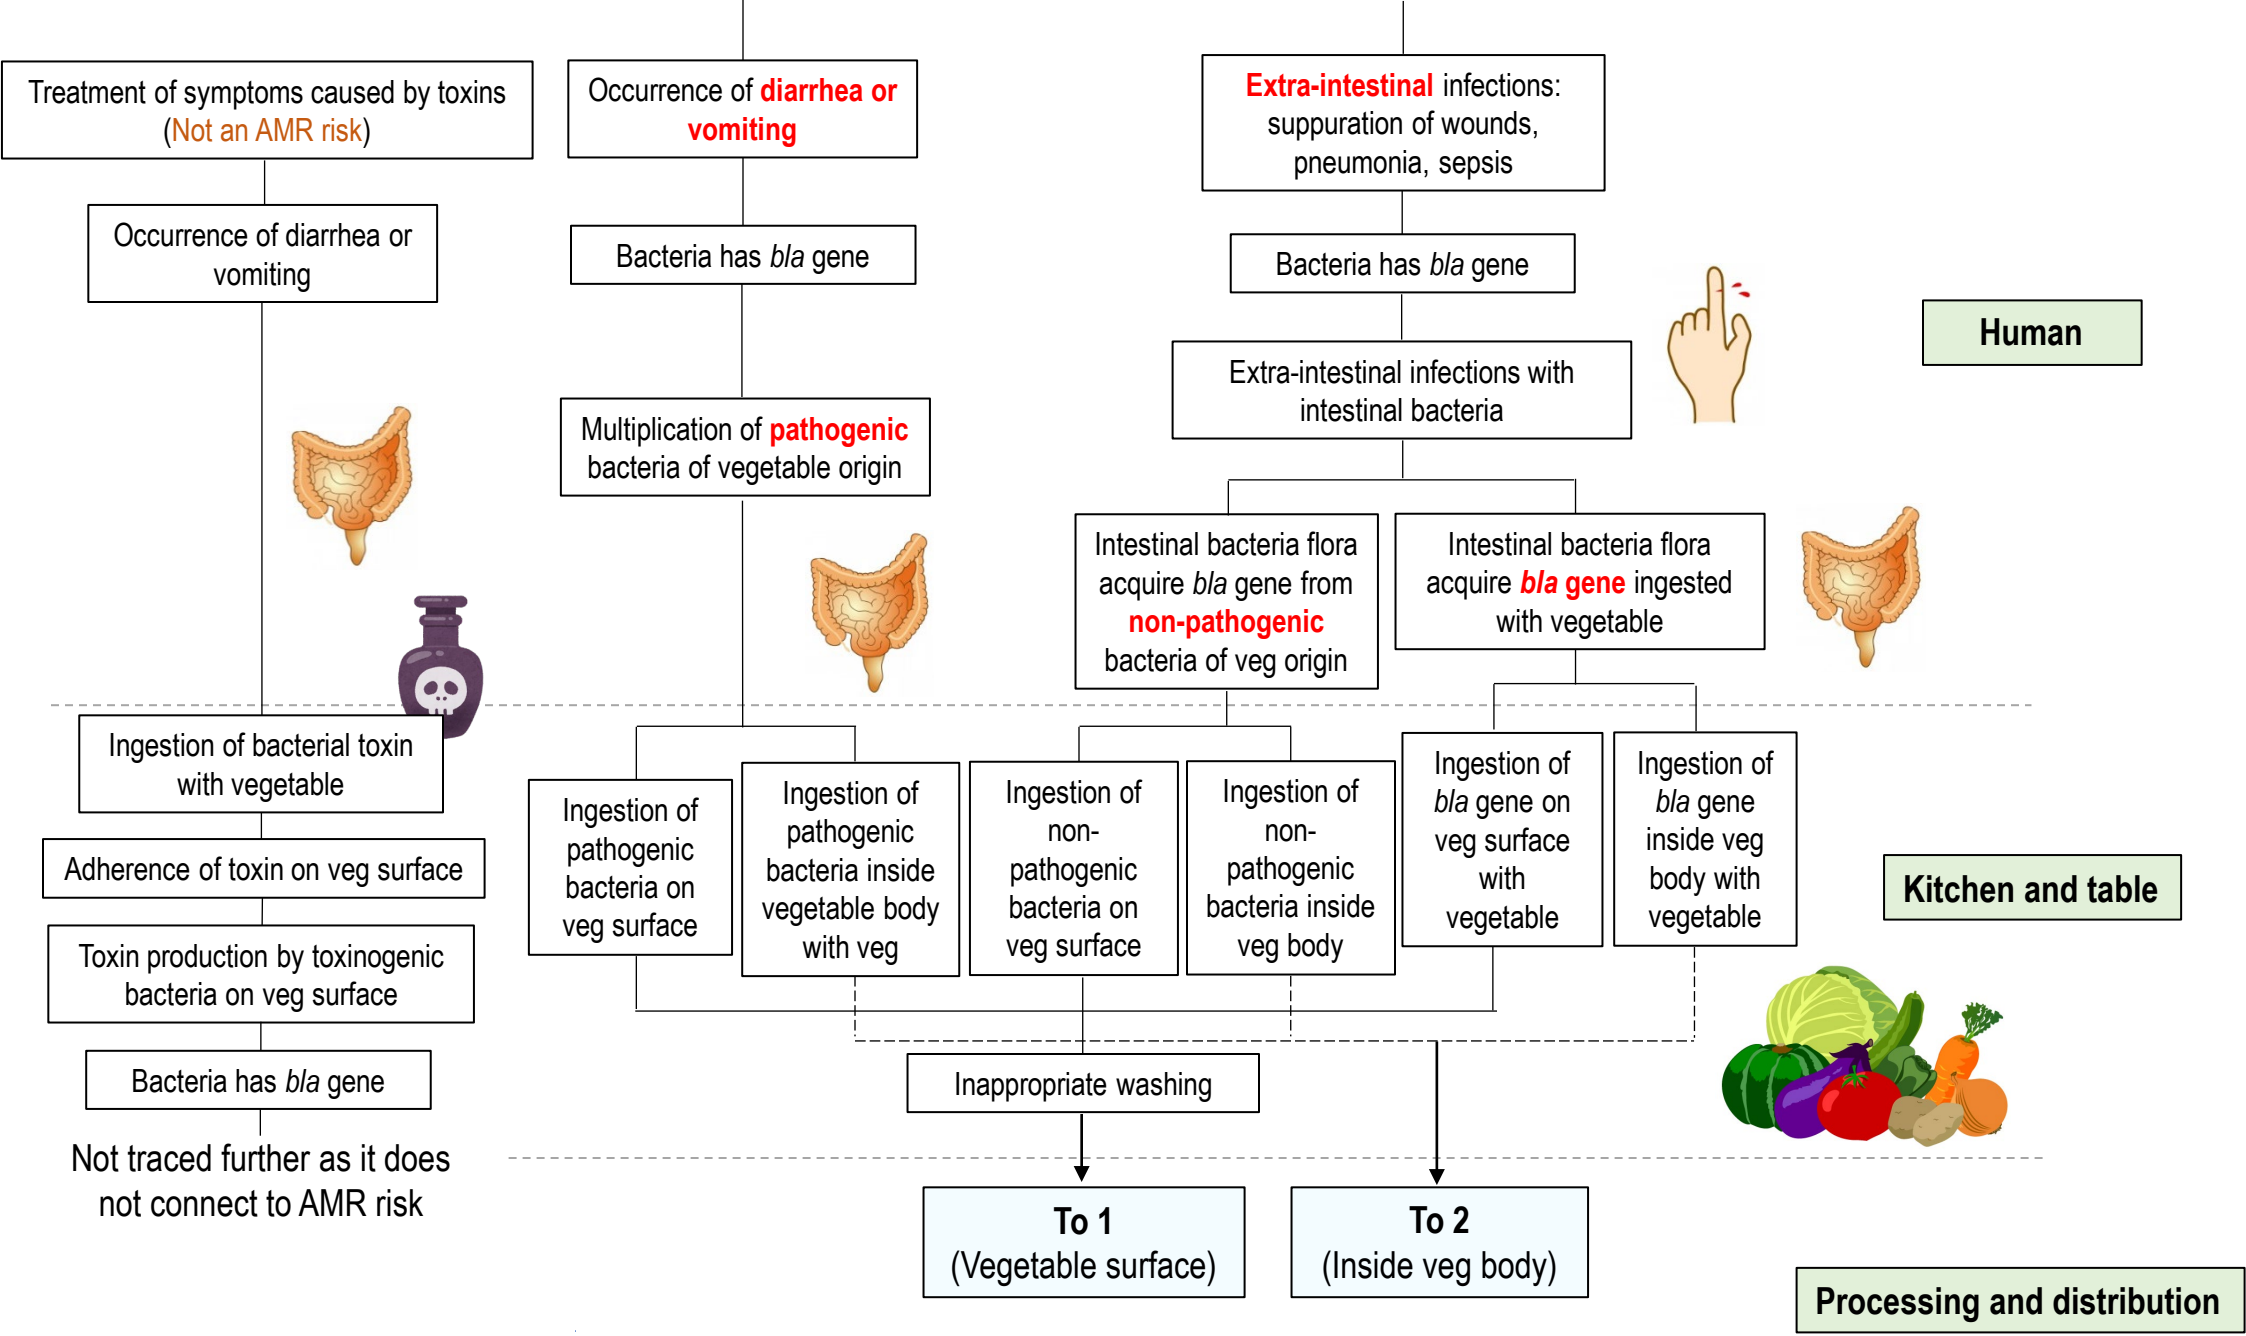 Treatment of symptoms caused by toxins
(Not an AMR risk)
Occurrence of diarrhea or
vomiting
Ingestion of bacterial toxin
with vegetable
Adherence of toxin on veg surface
Toxin production by toxinogenic
bacteria on veg surface
Bacteria has bla gene
Not traced further as it does
not connect to AMR risk
Occurrence of diarrhea or
vomiting
Bacteria has bla gene
Multiplication of pathogenic
bacteria of vegetable origin
Ingestion of
pathogenic
bacteria on
veg surface
Ingestion of
pathogenic
bacteria inside
vegetable body
with veg
Extra-intestinal infections:
suppuration of wounds,
pneumonia, sepsis
Bacteria has bla gene
Extra-intestinal infections with
intestinal bacteria
Intestinal bacteria flora
acquire bla gene from
non-pathogenic
bacteria of veg origin
Intestinal bacteria flora
acquire bla gene ingested
with vegetable
Ingestion of
non-
pathogenic
bacteria on
veg surface
Ingestion of
non-
pathogenic
bacteria inside
veg body
Ingestion of
bla gene on
veg surface
with
vegetable
Ingestion of
bla gene
inside veg
body with
vegetable
Inappropriate washing
To 1
(Vegetable surface)
To 2
(Inside veg body)
Human
Kitchen and table
Processing and distribution